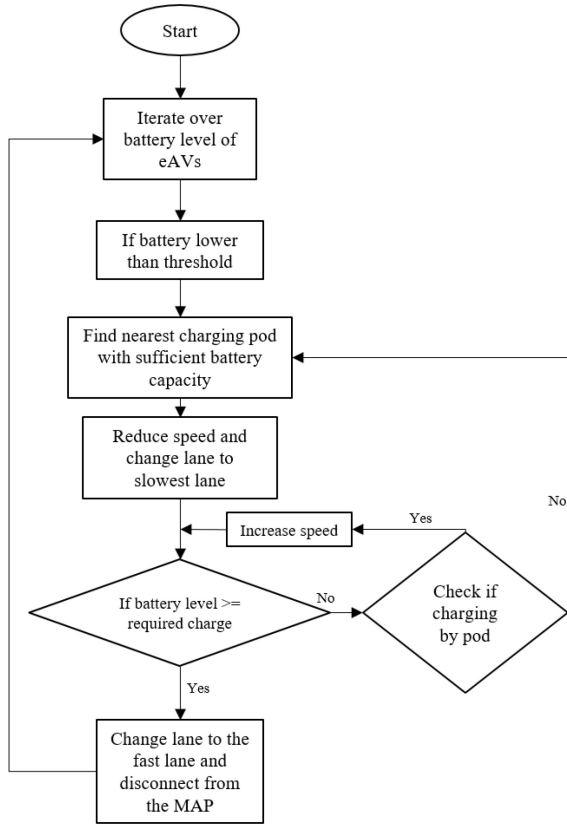 Start
Iterate over
battery level of
eAVs
If battery lower
than threshold
Find nearest charging pod
with sufficient battery
capacity
Reduce speed and
change lane to
slowest lane
No
Increase speed
Yes
If battery level >=
required charge
No
Check if
charging
by pod
Yes
Change lane to the
fast lane and
disconnect from
the MAP